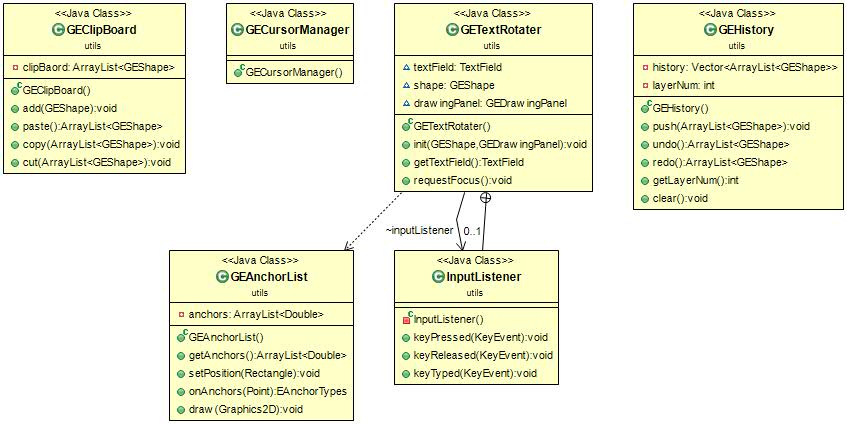 <<Java Class>>
GEClipBoard
utils
clipBaord: ArrayList<GEShape>
GEClipBoard()
add(GEShape):void
paste():ArrayList<GEShape>
copy(ArrayList<GEShape>):void
cut(ArrayList<GEShape>):void
<<Java Class>>
GECursorManager
utils
GECursorManager()
<<Java Class>>
GETextRotater
utils
textField: TextField
shape: GEShape
drawingPanel: GEDrawingPanel
GETextRotater()
init(GEShape,GEDrawingPanel):void
getTextField():TextField
requestFocus():void
<<Java Class>>
GEHistory
utils
history: Vector<ArrayList<GEShape>>
layerNum: int
GEHistory()
push(ArrayList<GEShape>):void
undo():ArrayList<GEShape>
redo():ArrayList<GEShape>
getLayerNum():int
clear():void
~inputListener
0..1
<<Java Class>>
GEAnchorList
utils
anchors: ArrayList<Double>
GEAnchorList()
getAnchors():ArrayList<Double>
setPosition(Rectangle):void
onAnchors(Point):EAnchorTypes
draw(Graphics2D):void
<<Java Class>>
InputListener
utils
InputListener()
keyPressed(KeyEvent):void
keyReleased(KeyEvent):void
keyTyped(KeyEvent):void